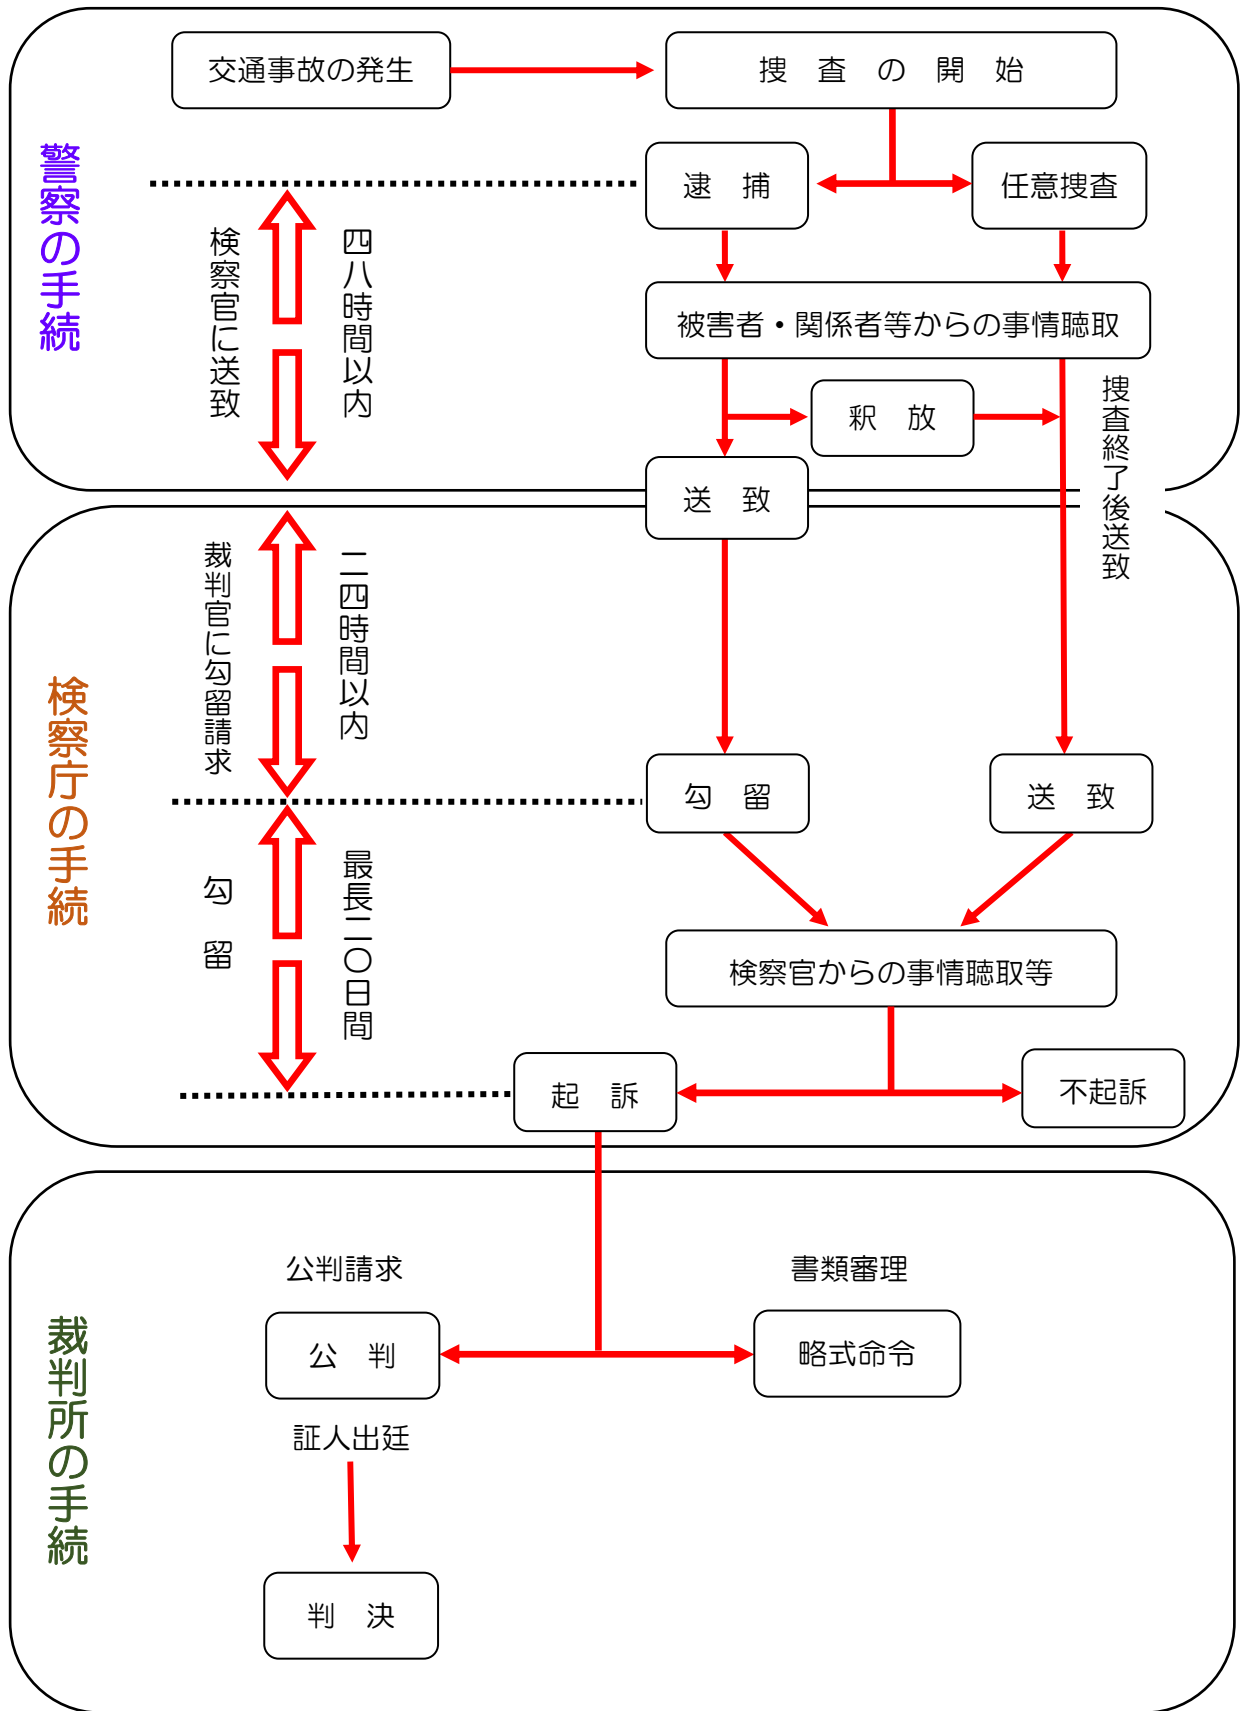 警察の手続
交通事故の発生
捜　査　の　開　始
逮　捕
任意捜査
四八時間以内
検察官に送致
被害者・関係者等からの事情聴取
釈　放
捜査終了後送致
送　致
検察庁の手続
二四時間以内
裁判官に勾留請求
勾　留
送　致
最長二〇日間
勾　留
検察官からの事情聴取等
起　訴
不起訴
裁判所の手続
公判請求
書類審理
公　判
略式命令
証人出廷
判　決